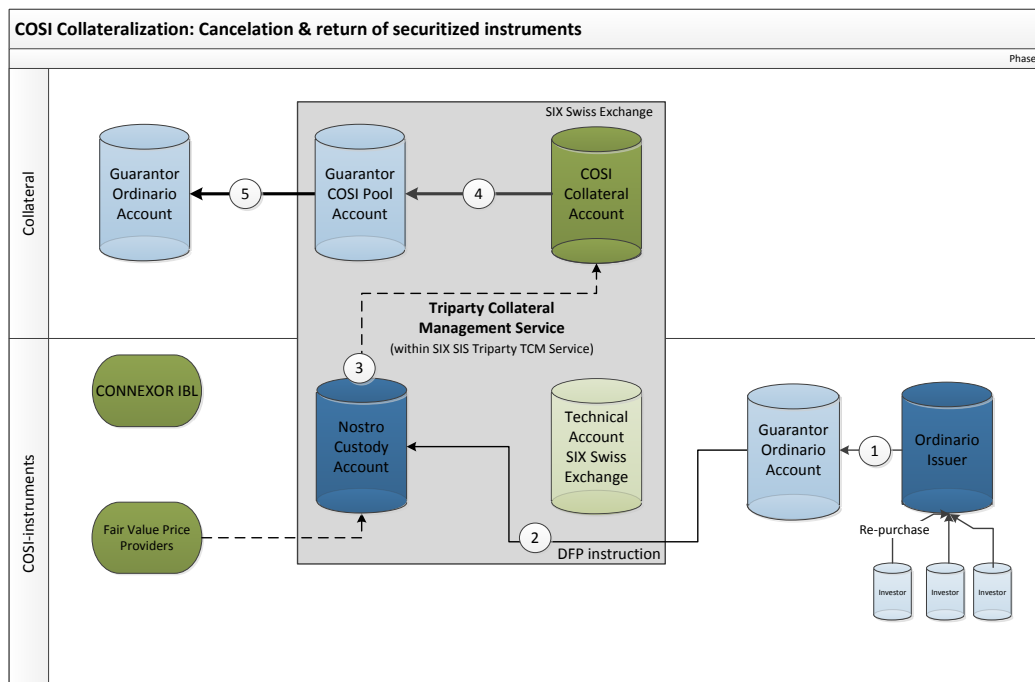 COSI Collateralization: Cancelation & return of securitized instruments
Phase
Collateral
SIX Swiss Exchange
Guarantor
Ordinario
Account
5
Guarantor
COSI Pool
Account
4
COSI
Collateral
Account
Triparty Collateral
Management Service
(within SIX SIS Triparty TCM Service)
COSI-instruments
CONNEXOR IBL
3
Nostro
Custody
Account
Technical
Account
SIX Swiss
Exchange
Guarantor
Ordinario
Account
1
Ordinario
Issuer
Fair Value Price
Providers
2
DFP instruction
Re-purchase
Investor
Investor
Investor